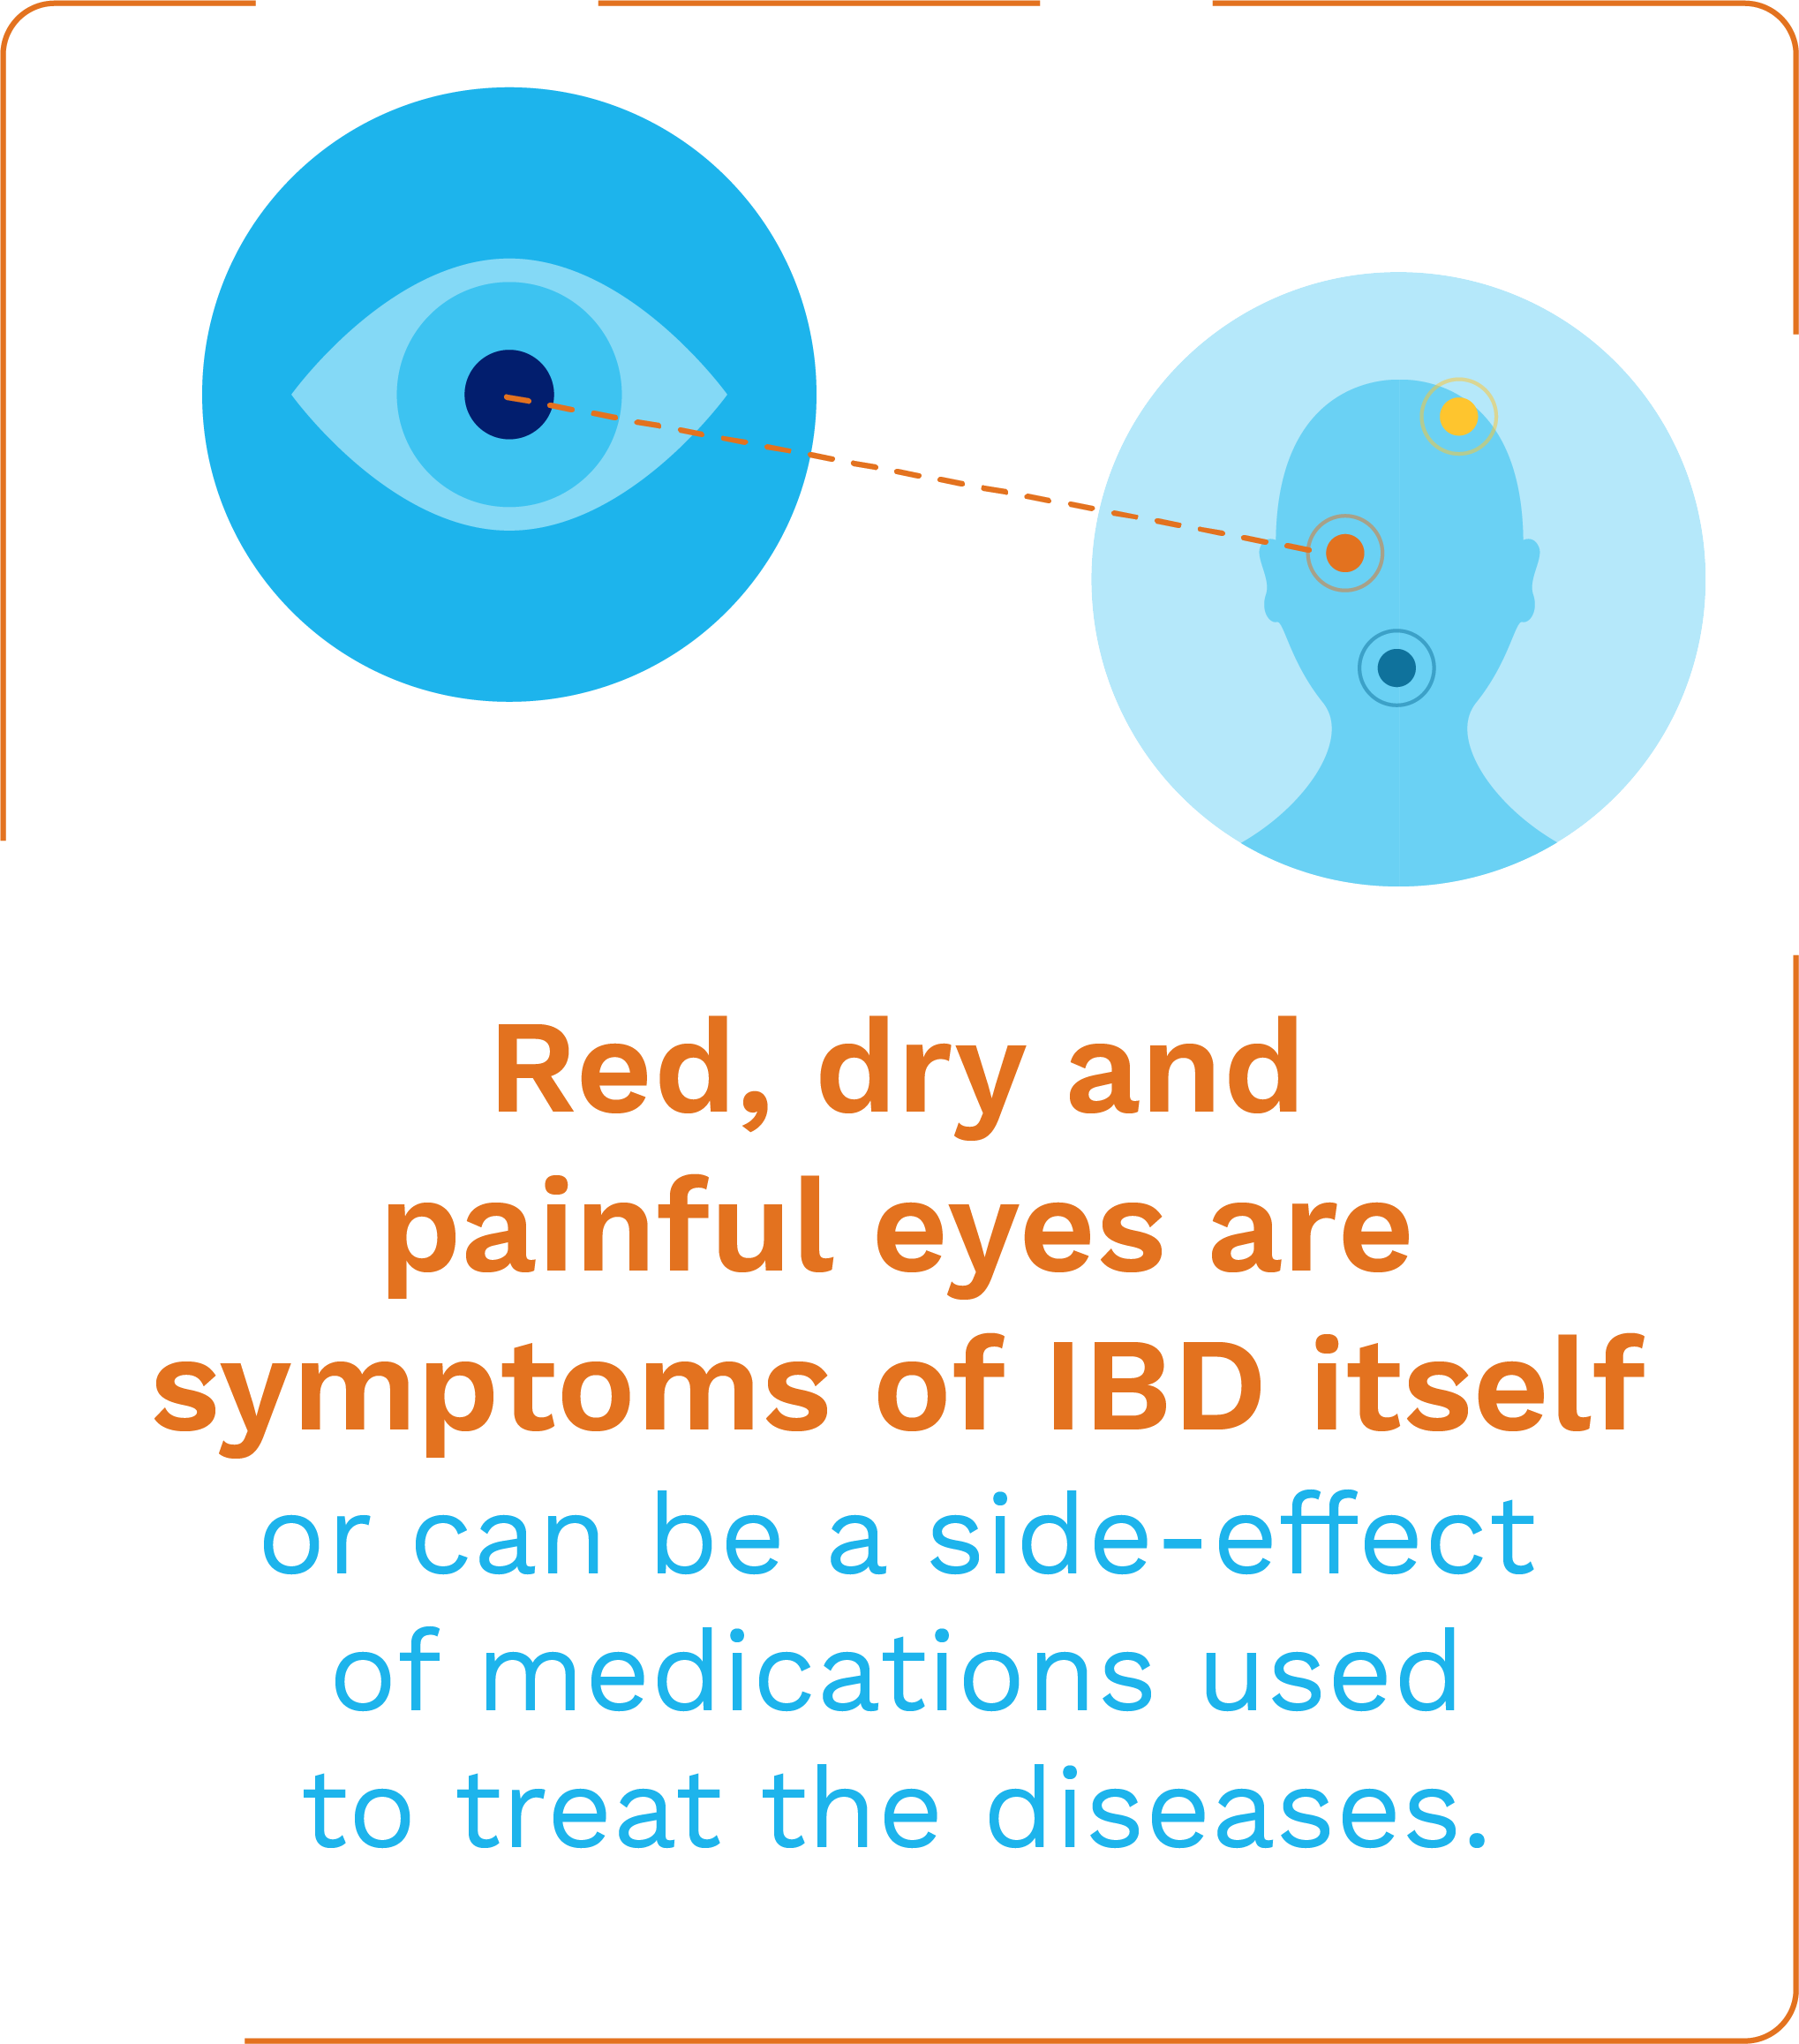 Red, dry and
painful eyes are
symptoms of IBD itself
or can be a side-effect
of medications used
to treat the diseases.